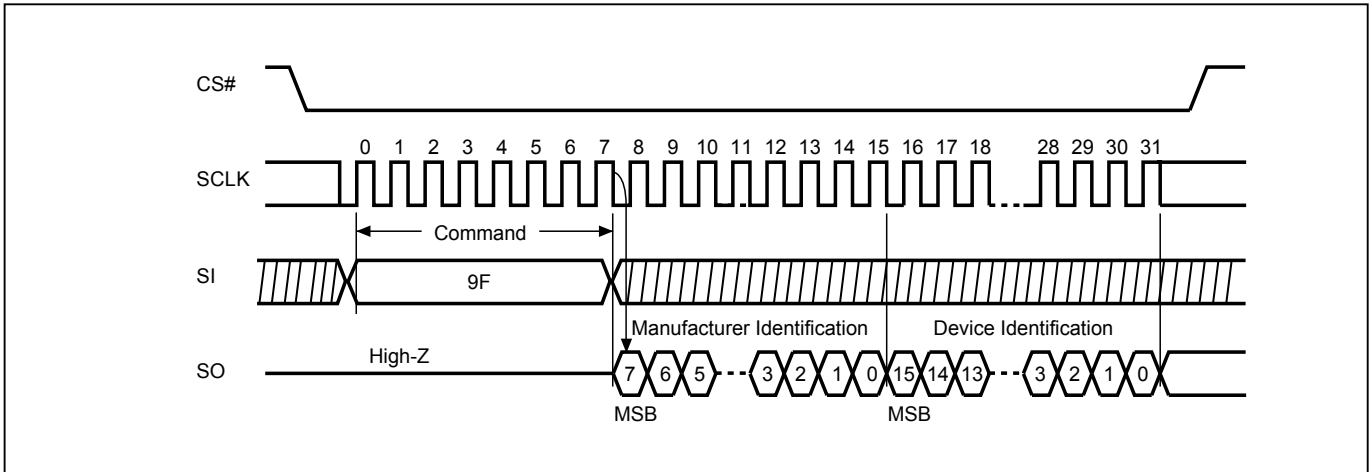 CS#
0 1 2 3 4 5 6 7 8 9 10 11 12 13 14 15 16 17 18 28 29 30 31
SCLK
Command
SI
9F
Manufacturer Identification Device Identification
High-Z
SO
7 6 5 3 2 1 0 15 14 13 3 2 1 0
MSB MSB